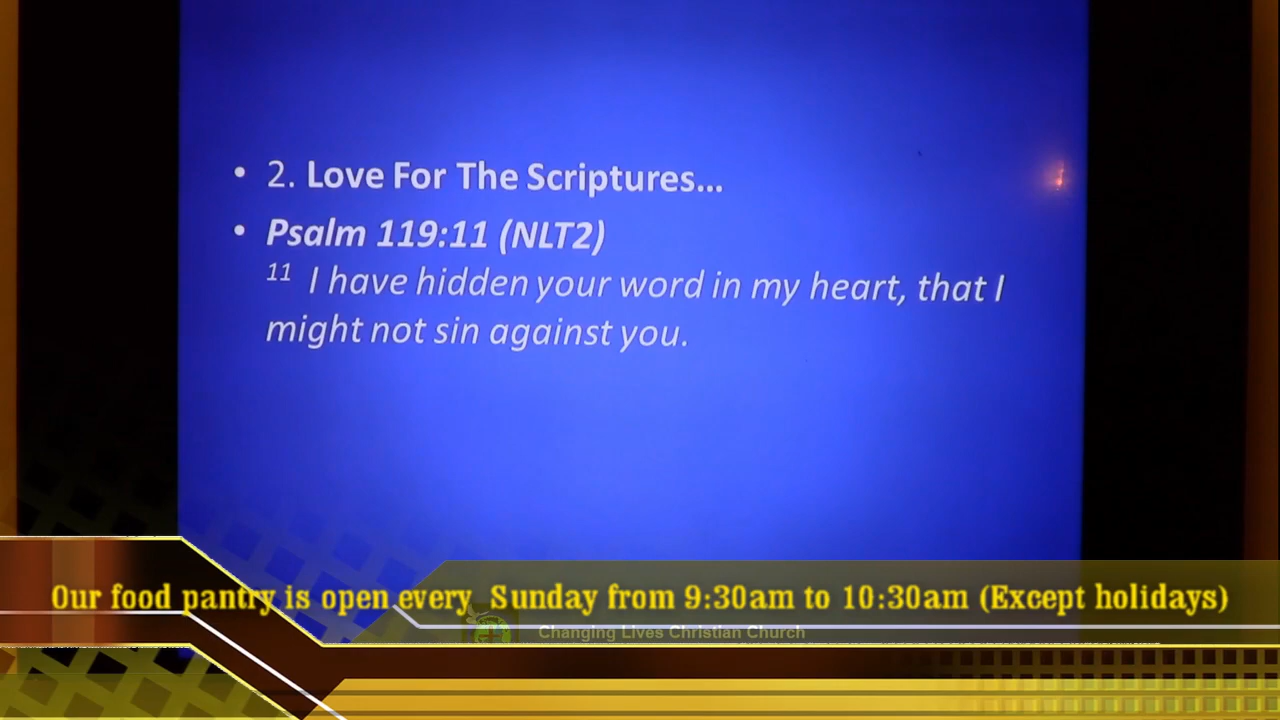 • 2. Love For The Scriptures...
• Psalm 119:11 (NLT2)
11 I have hidden your word in my heart, that I
might not sin against you.
Our food pantry is open every Sunday from 9:30am to 10:30am (Except holidays)
Changing Lives Christian Church